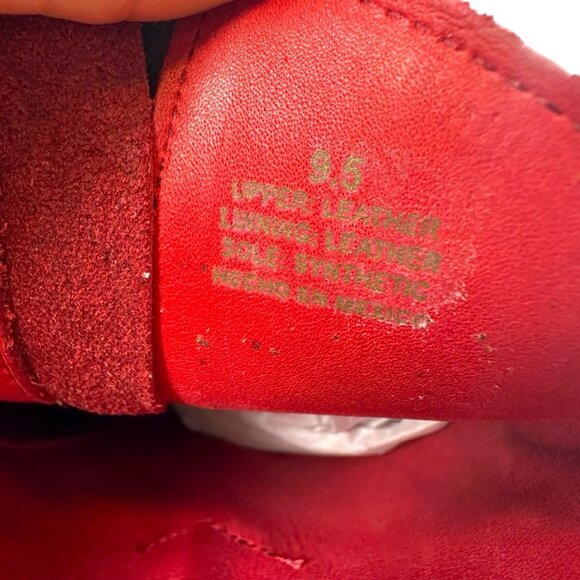 9.5
UPPER: LEATHER
LINING: LEATHER
SOLE: SYNTHETIC
HECHO EN MEXICO